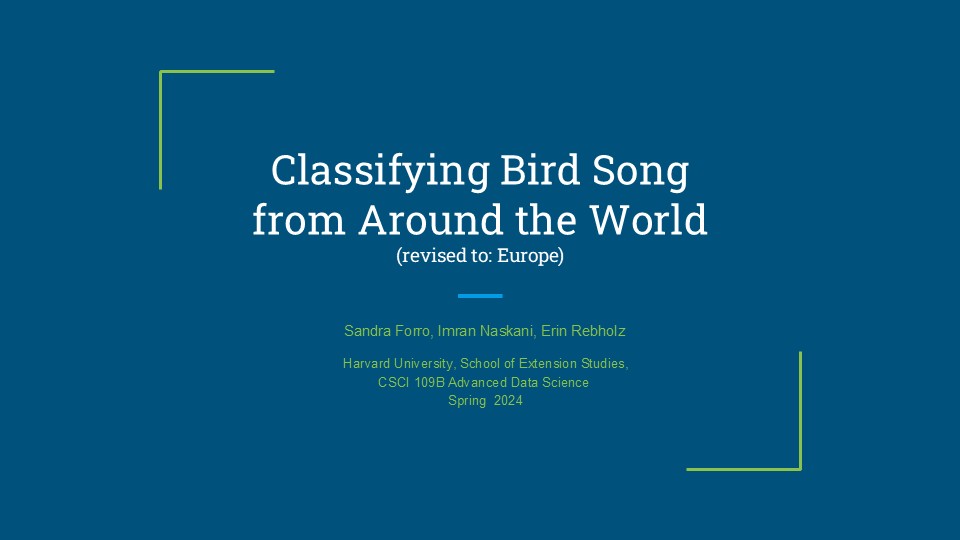 Classifying Bird Song
from Around the World
(revised to: Europe)
Sandra Forro, Imran Naskani, Erin Rebholz
Harvard University, School of Extension Studies,
CSCI 109B Advanced Data Science
Spring  2024